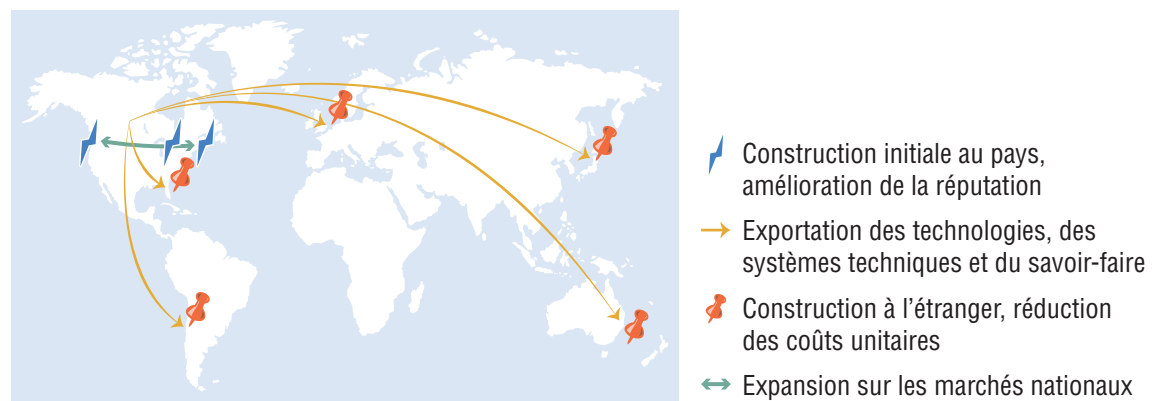 Construction initiale au pays,
amélioration de la réputation
Exportation des technologies, des
systèmes techniques et du savoir-faire
Construction à l’étranger, réduction
des coûts unitaires
Expansion sur les marchés nationaux